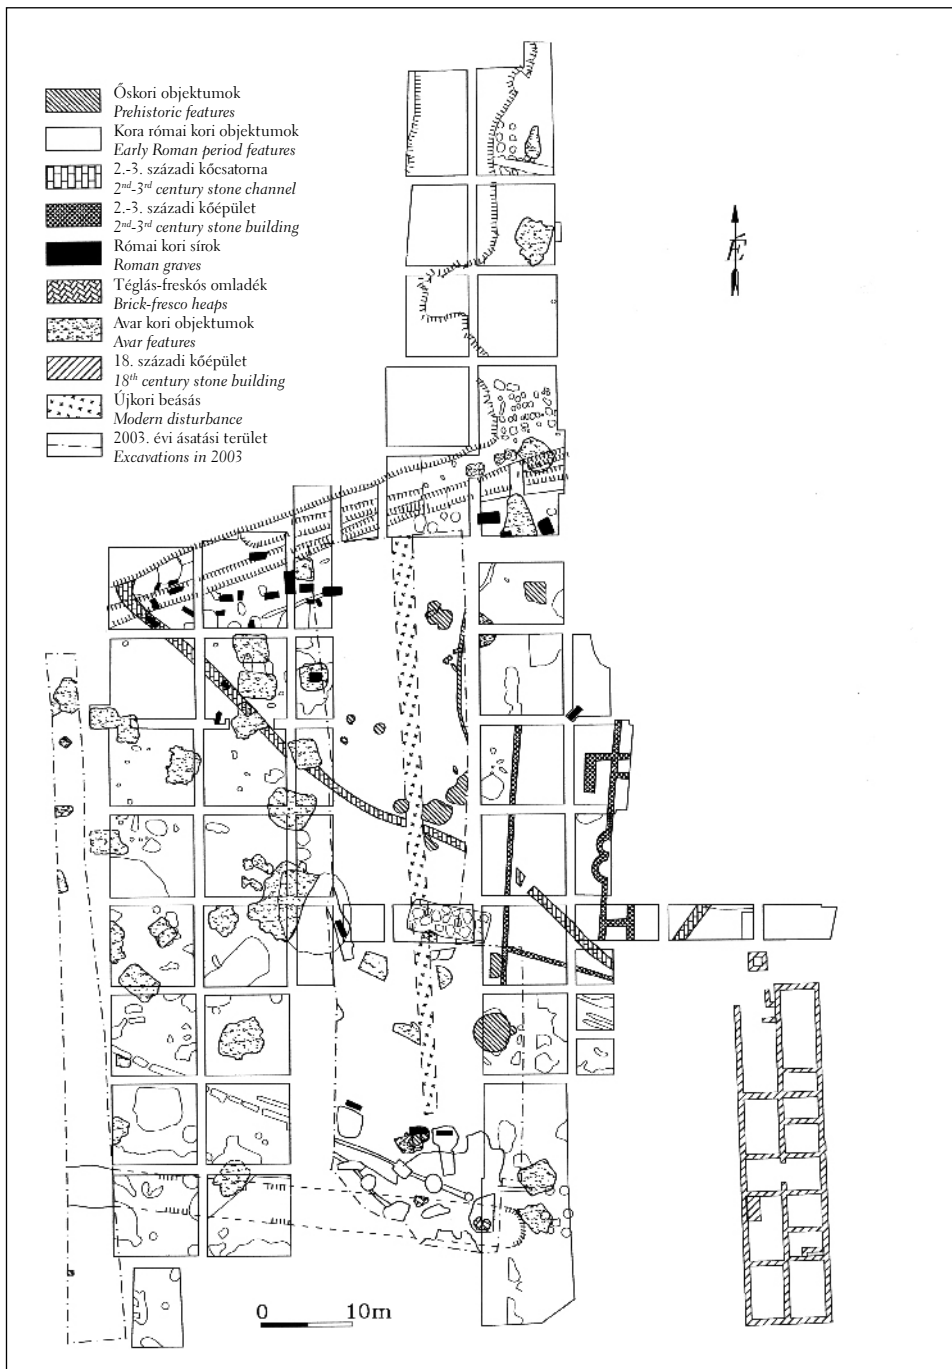 Őskori objektumok
Prehistoric features
Kora római kori objektumok
Early Roman period features
2.-3. századi kőcsatorna
2nd-3rd century stone channel
2.-3. századi kőépület
2nd-3rd century stone building
Római kori sírok
Roman graves
Téglás-freskós omladék
Brick-fresco heaps
Avar kori objektumok
Avar features
18. századi kőépület
18th century stone building
Újkori beásás
Modern disturbance
2003. évi ásatási terület
Excavations in 2003
É
0 10m